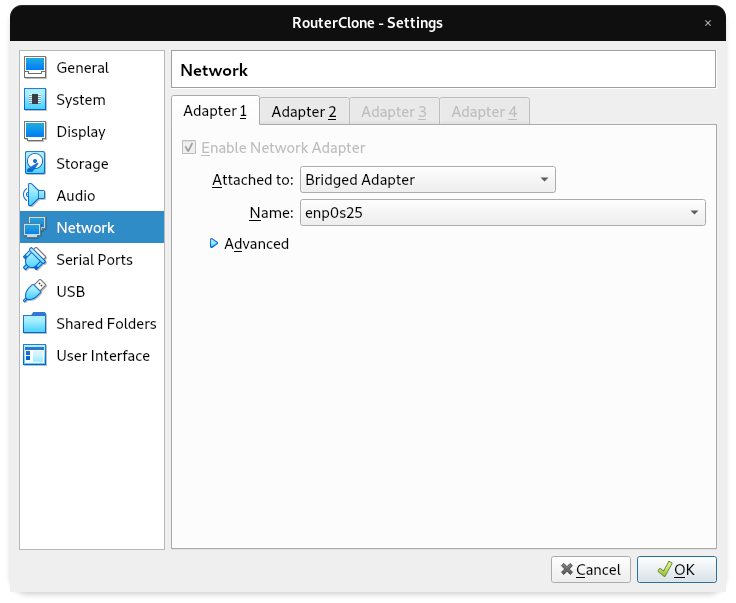 RouterClone - Settings
General
System
Display
Storage
Audio
Network
Serial Ports
USB
Shared Folders
User Interface
Network
Adapter 1 Adapter 2 Adapter 3 Adapter 4
Enable Network Adapter
Attached to: Bridged Adapter
Name: enp0s25
Advanced
Cancel OK